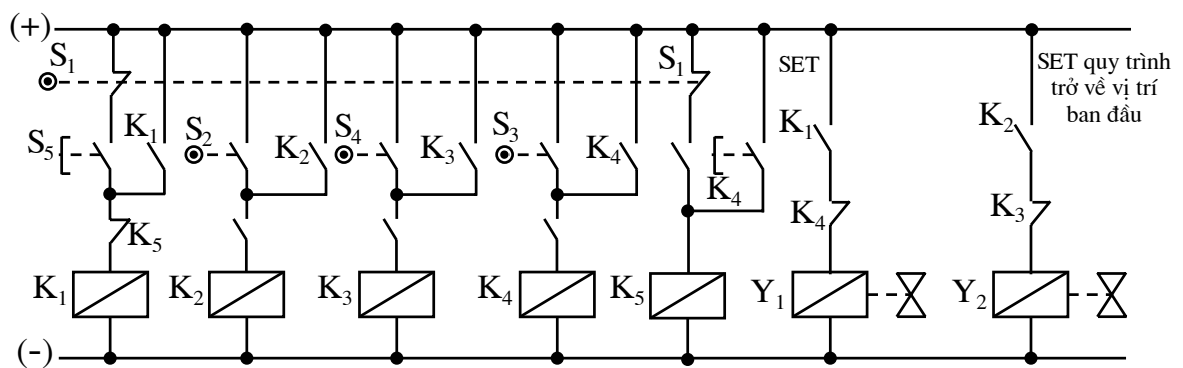 (+)
S1
S1
SET
SET quy trình
trở về vị trí
ban đầu
S5
K1
S2
K2
S4
K3
S3
K4
K4
K1
K2
K5
K4
K3
K1
K2
K3
K4
K5
Y1
Y2
(-)